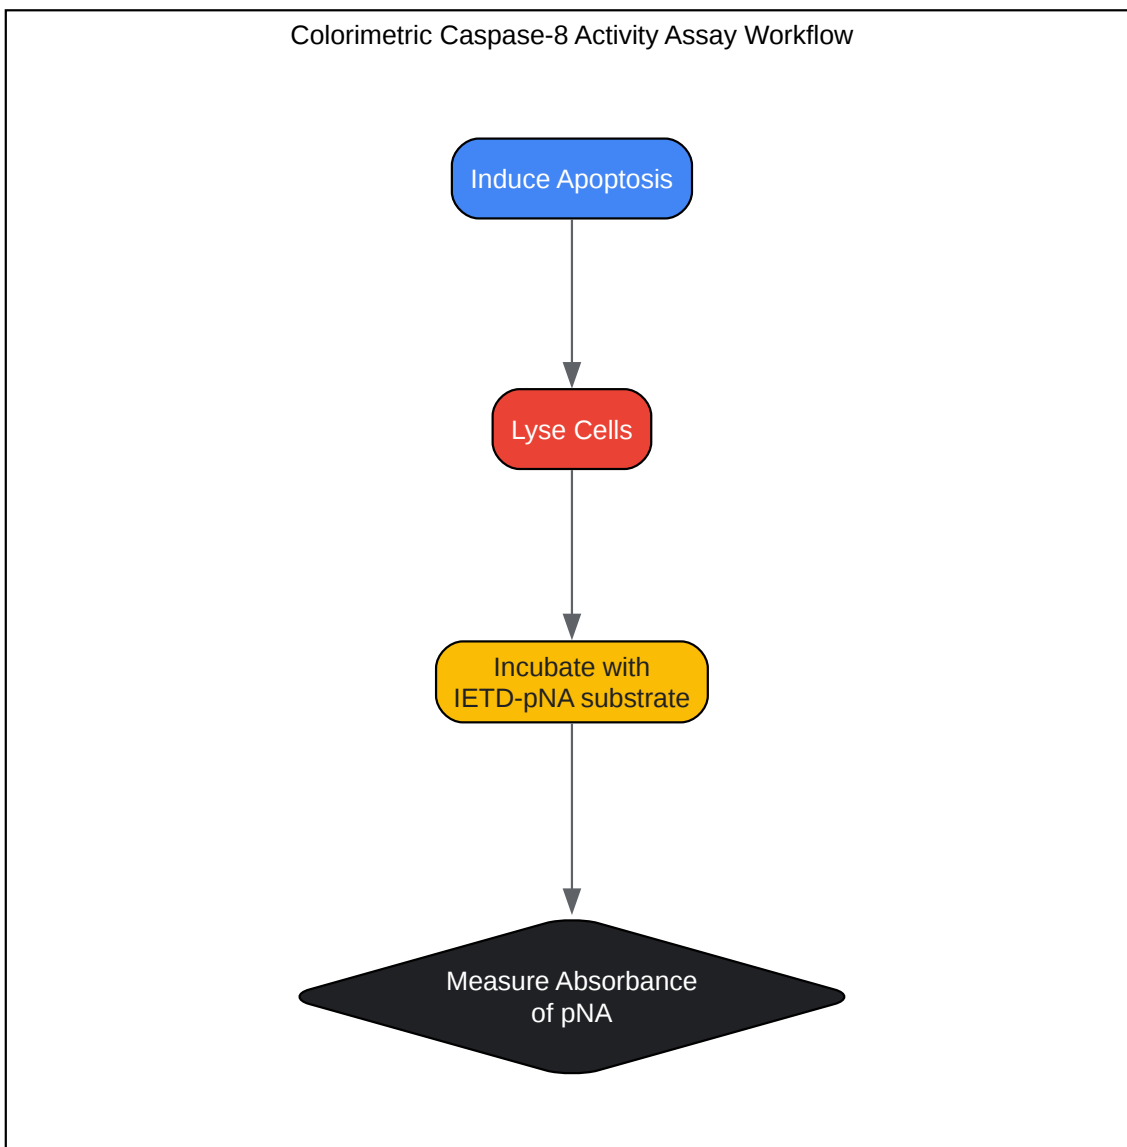 Colorimetric Caspase-8 Activity Assay Workflow
Induce Apoptosis
Lyse Cells
Incubate with
IETD-pNA substrate
Measure Absorbance
of pNA